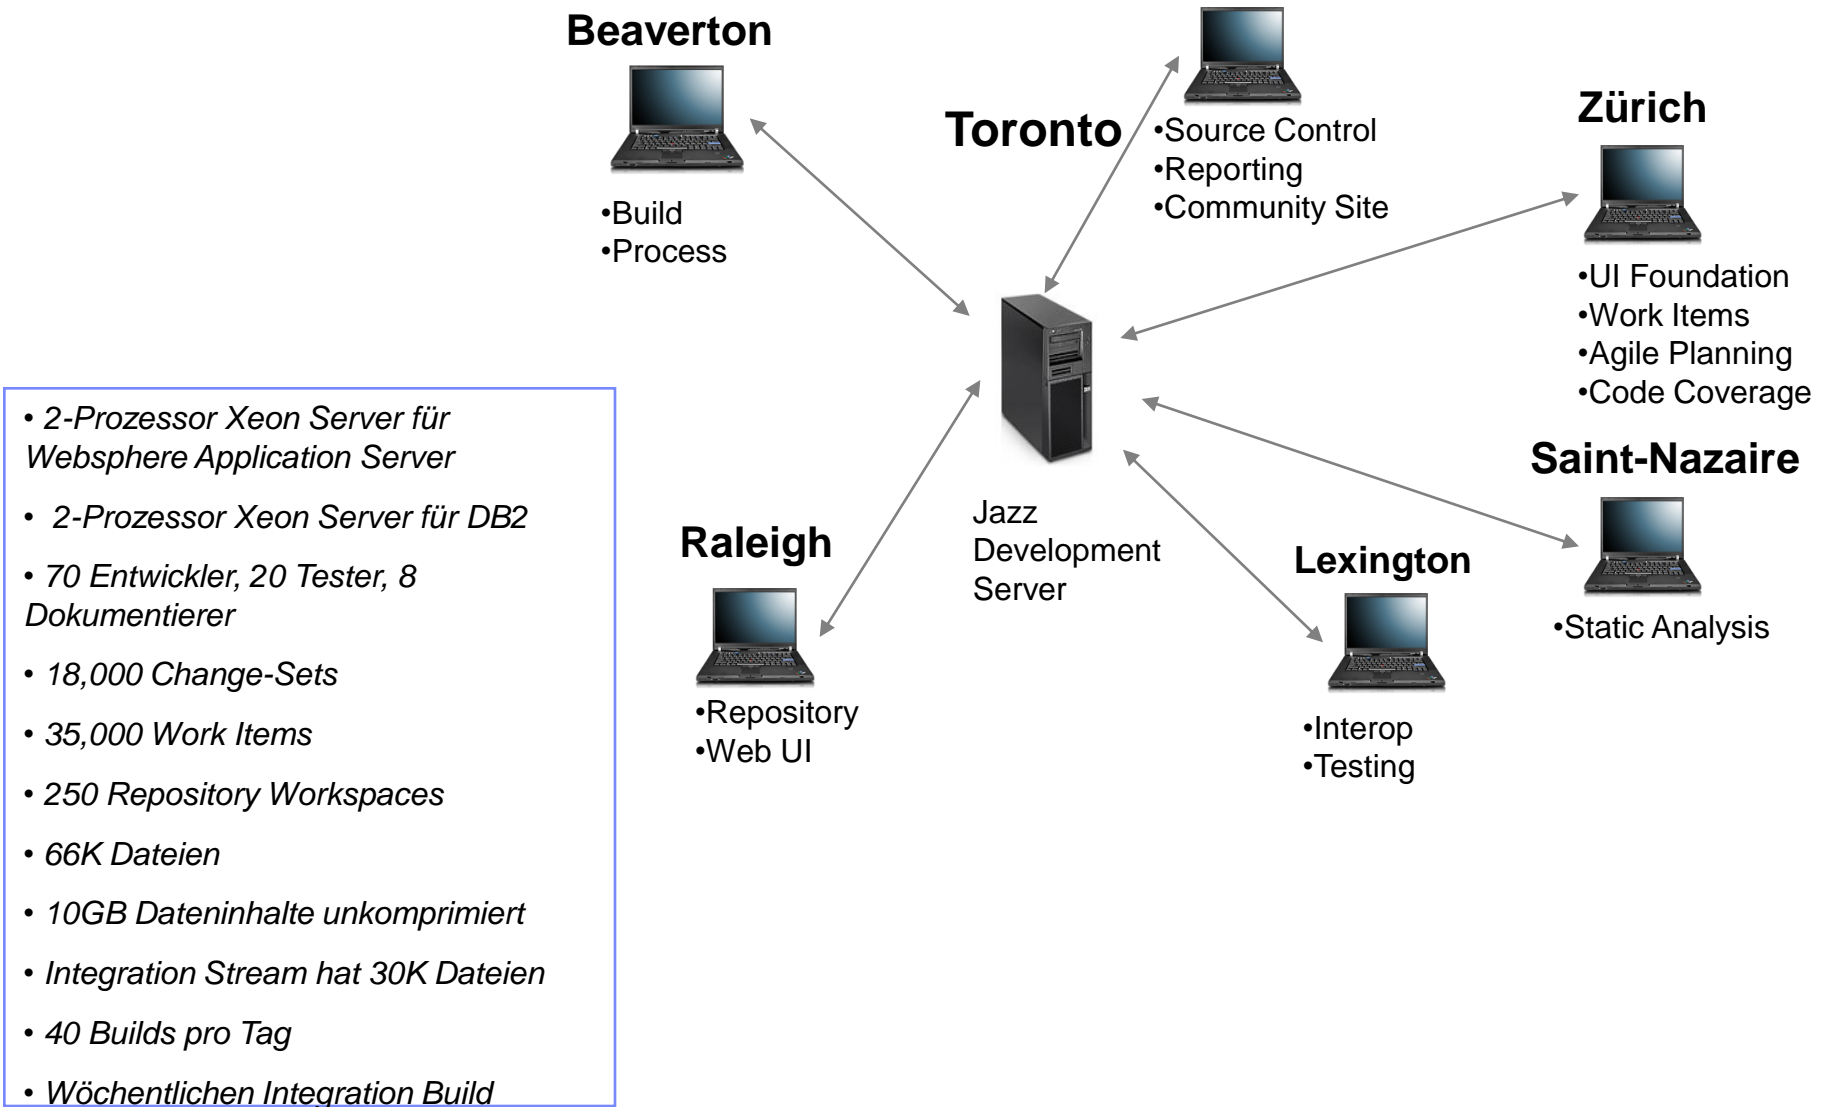 Beaverton
•Build
•Process
Toronto
•Source Control
•Reporting
•Community Site
Zürich
•UI Foundation
•Work Items
•Agile Planning
•Code Coverage
• 2-Prozessor Xeon Server für
Websphere Application Server
• 2-Prozessor Xeon Server für DB2
• 70 Entwickler, 20 Tester, 8
Dokumentierer
• 18,000 Change-Sets
• 35,000 Work Items
• 250 Repository Workspaces
• 66K Dateien
• 10GB Dateninhalte unkomprimiert
• Integration Stream hat 30K Dateien
• 40 Builds pro Tag
• Wöchentlichen Integration Build
Raleigh
•Repository
•Web UI
Jazz
Development
Server
Lexington
•Interop
•Testing
Saint-Nazaire
•Static Analysis